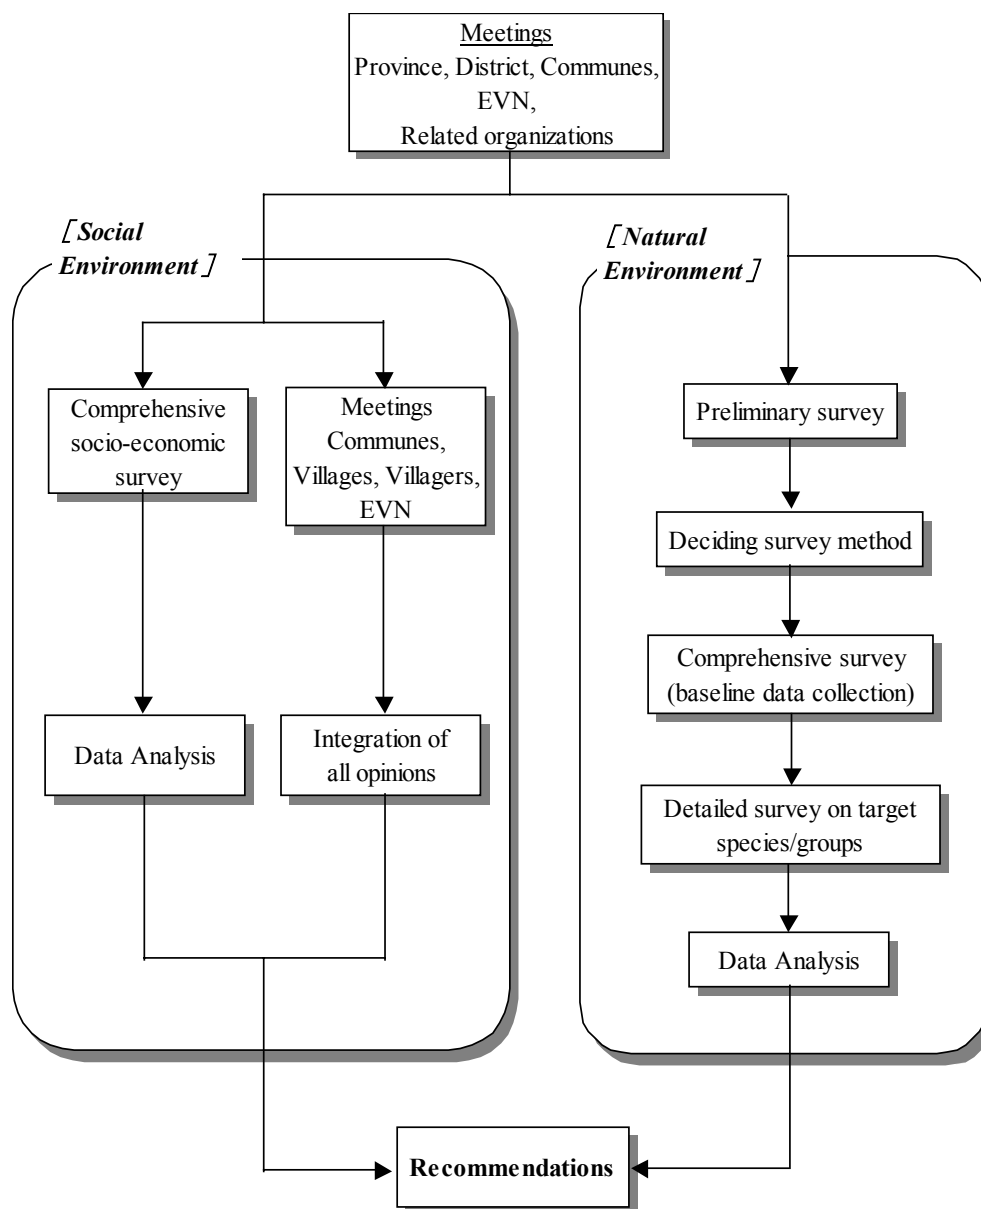 Meetings
Province, District, Communes,
EVN,
Related organizations
[Social
Environment]
Comprehensive
socio-economic
survey
Meetings
Communes,
Villages, Villagers,
EVN
Data Analysis
Integration of
all opinions
[Natural
Environment]
Preliminary survey
Deciding survey method
Comprehensive survey
(baseline data collection)
Detailed survey on target
species/groups
Data Analysis
Recommendations